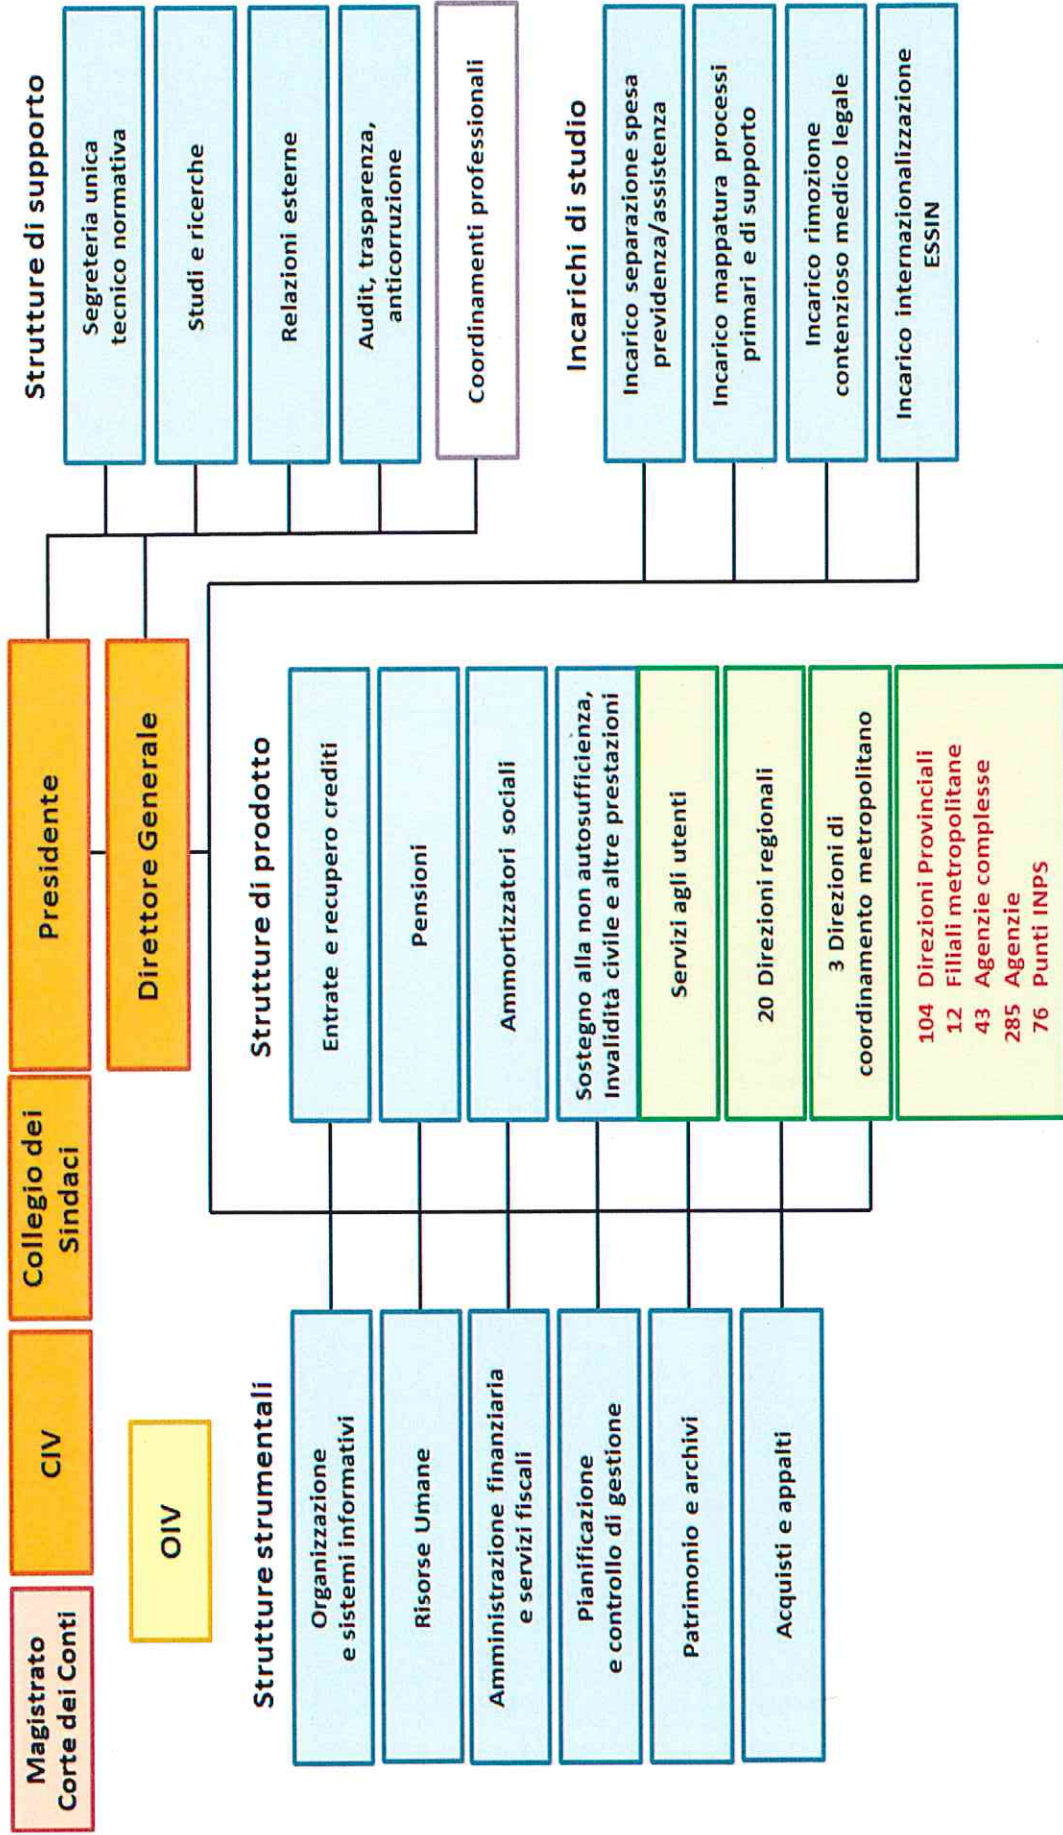 Magistrato
Corte dei Conti
CIV
Collegio dei
Sindaci
Presidente
OIV
Direttore Generale
Strutture di supporto
Segreteria unica
tecnico normativa
Studi e ricerche
Relazioni esterne
Audit, trasparenza,
anticorruzione
Coordinamenti professionali
Strutture strumentali
Organizzazione
e sistemi informativi
Risorse Umane
Amministrazione finanziaria
e servizi fiscali
Pianificazione
e controllo di gestione
Patrimonio e archivi
Acquisti e appalti
Strutture di prodotto
Entrate e recupero crediti
Pensioni
Ammortizzatori sociali
Sostegno alla non autosufficienza,
Invalidità civile e altre prestazioni
Servizi agli utenti
20 Direzioni regionali
3 Direzioni di
coordinamento metropolitano
104 Direzioni Provinciali
12 Filiali metropolitane
43 Agenzie complesse
285 Agenzie
76 Punti INPS
Incarichi di studio
Incarico separazione spesa
previdenza/assistenza
Incarico mappatura processi
primari e di supporto
Incarico rimozione
contenzioso medico legale
Incarico internazionalizzazione
ESSIN